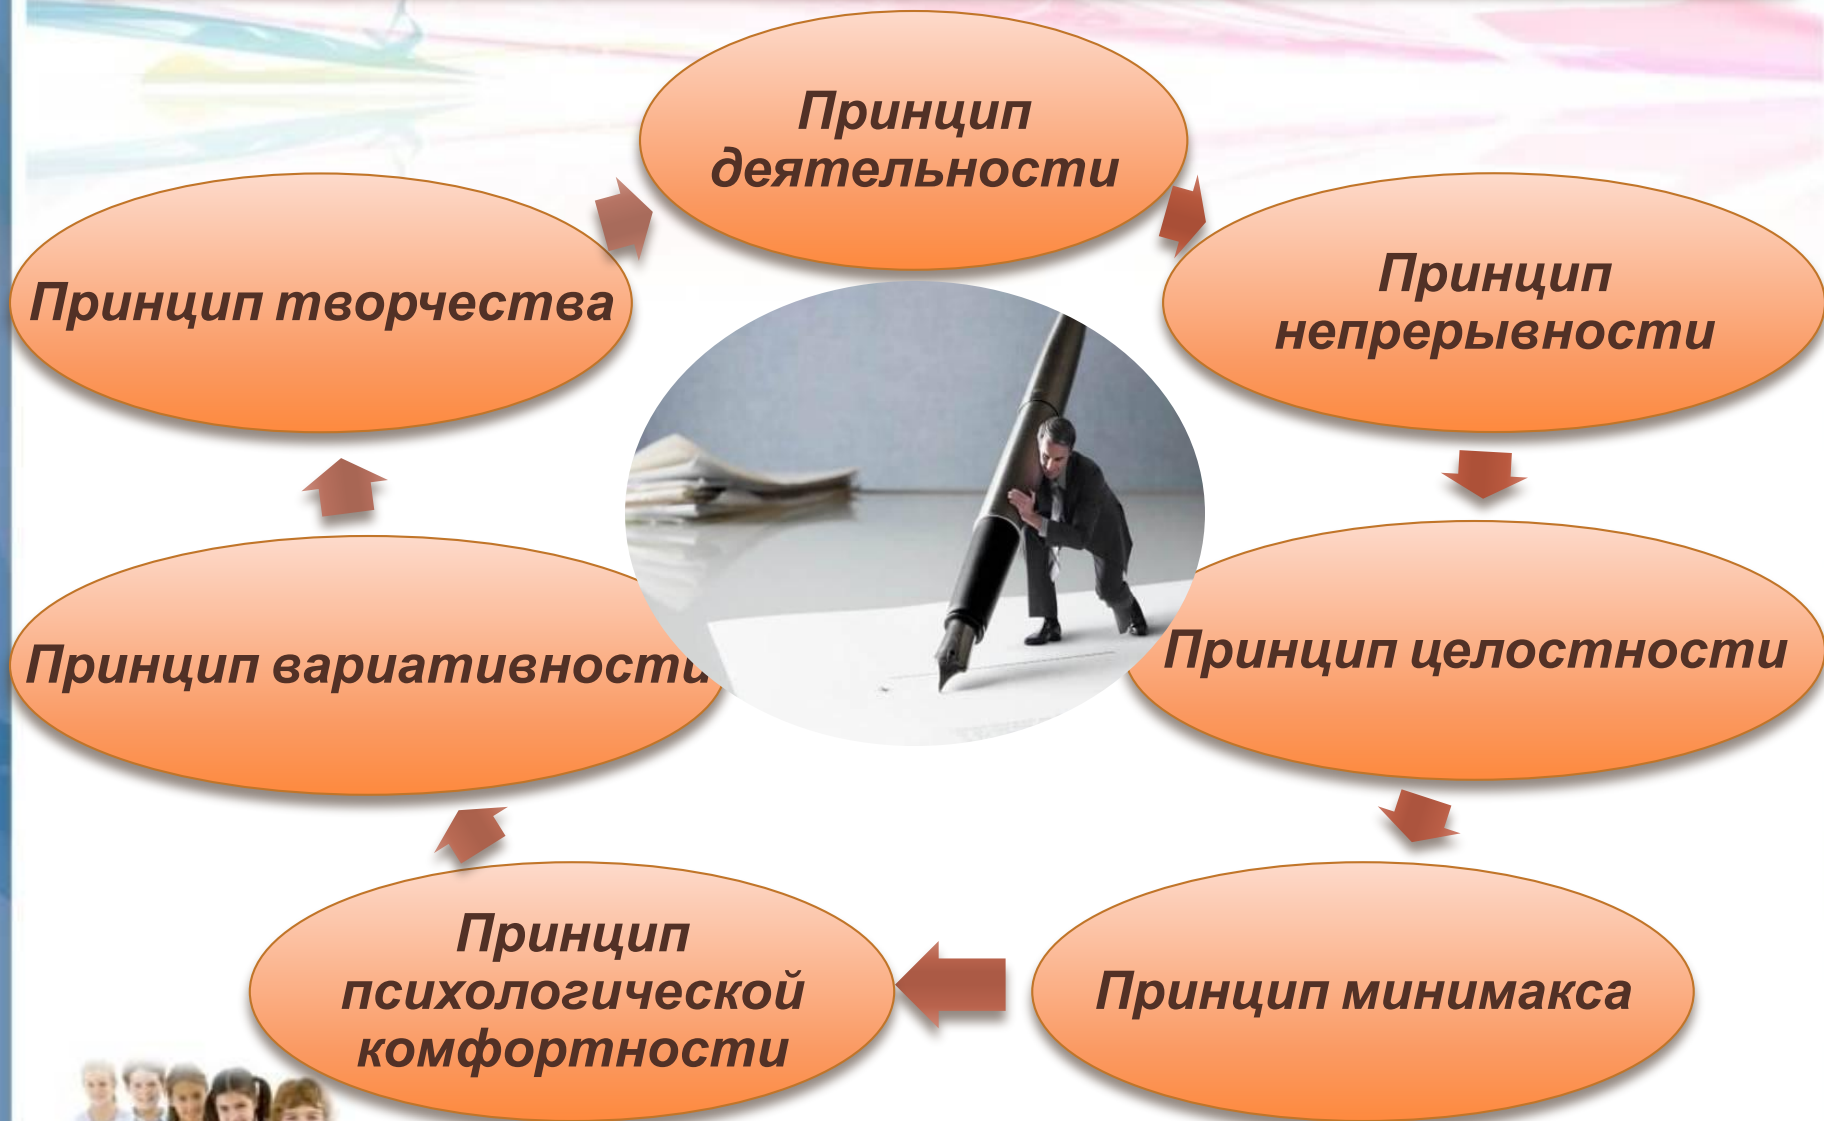 Принцип
деятельности
Принцип
непрерывности
Принцип целостности
Принцип минимакса
Принцип
психологической
комфортности
Принцип вариативности
Принцип творчества